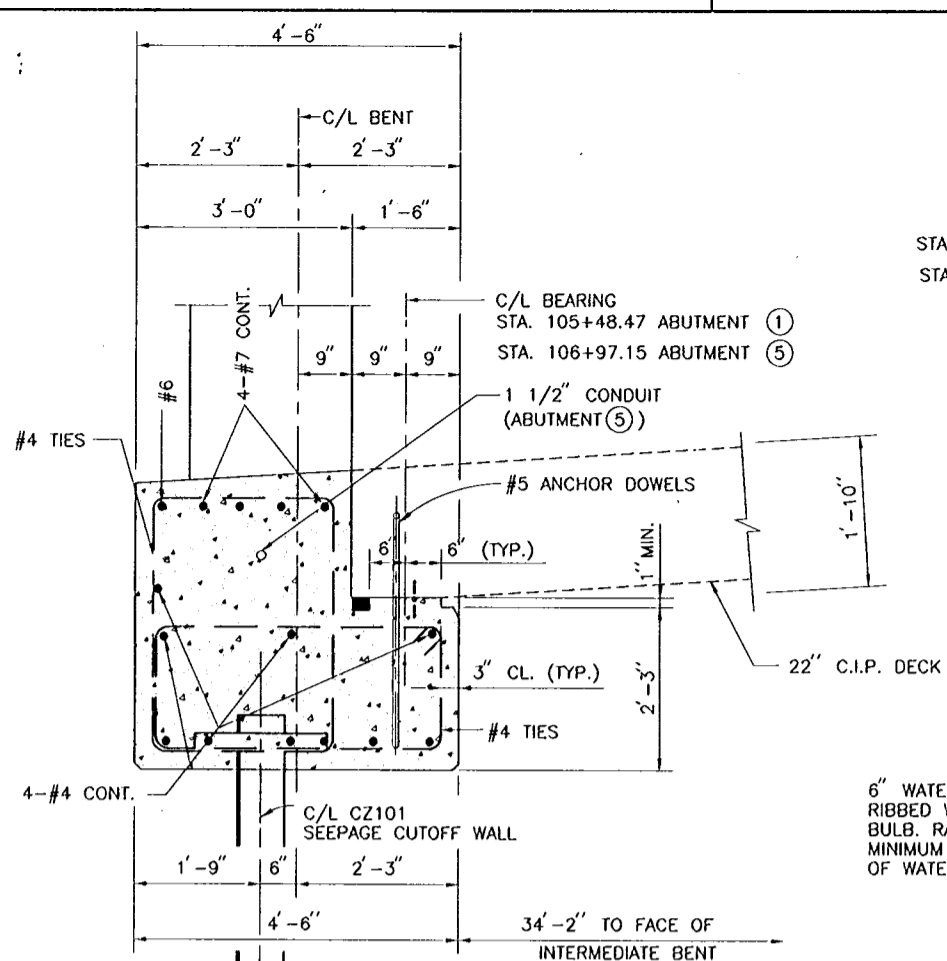 4'-6"
C/L BENT
2'-3" 2'-3"
3'-0" 1'-6"
STA
STA
C/L BEARING
STA. 105+48.47 ABUTMENT 1
STA. 106+97.15 ABUTMENT 5
4-#7 CONT.
#6
9" 9" 9"
1 1/2" CONDUIT
(ABUTMENT 5)
#4 TIES
#5 ANCHOR DOWELS
1'-10"
6" 6" (TYP.)
1" MIN.
22" C.I.P. DECK
3" CL. (TYP.)
2'-3"
#4 TIES
4-#4 CONT.
C/L CZ101
SEEPAGE CUTOFF WALL
6" WATE
RIBBED
BULB. RA
MINIMUM
OF WATE
1'-9" 6" 2'-3"
4'-6"
34'-2" TO FACE OF
INTERMEDIATE BENT